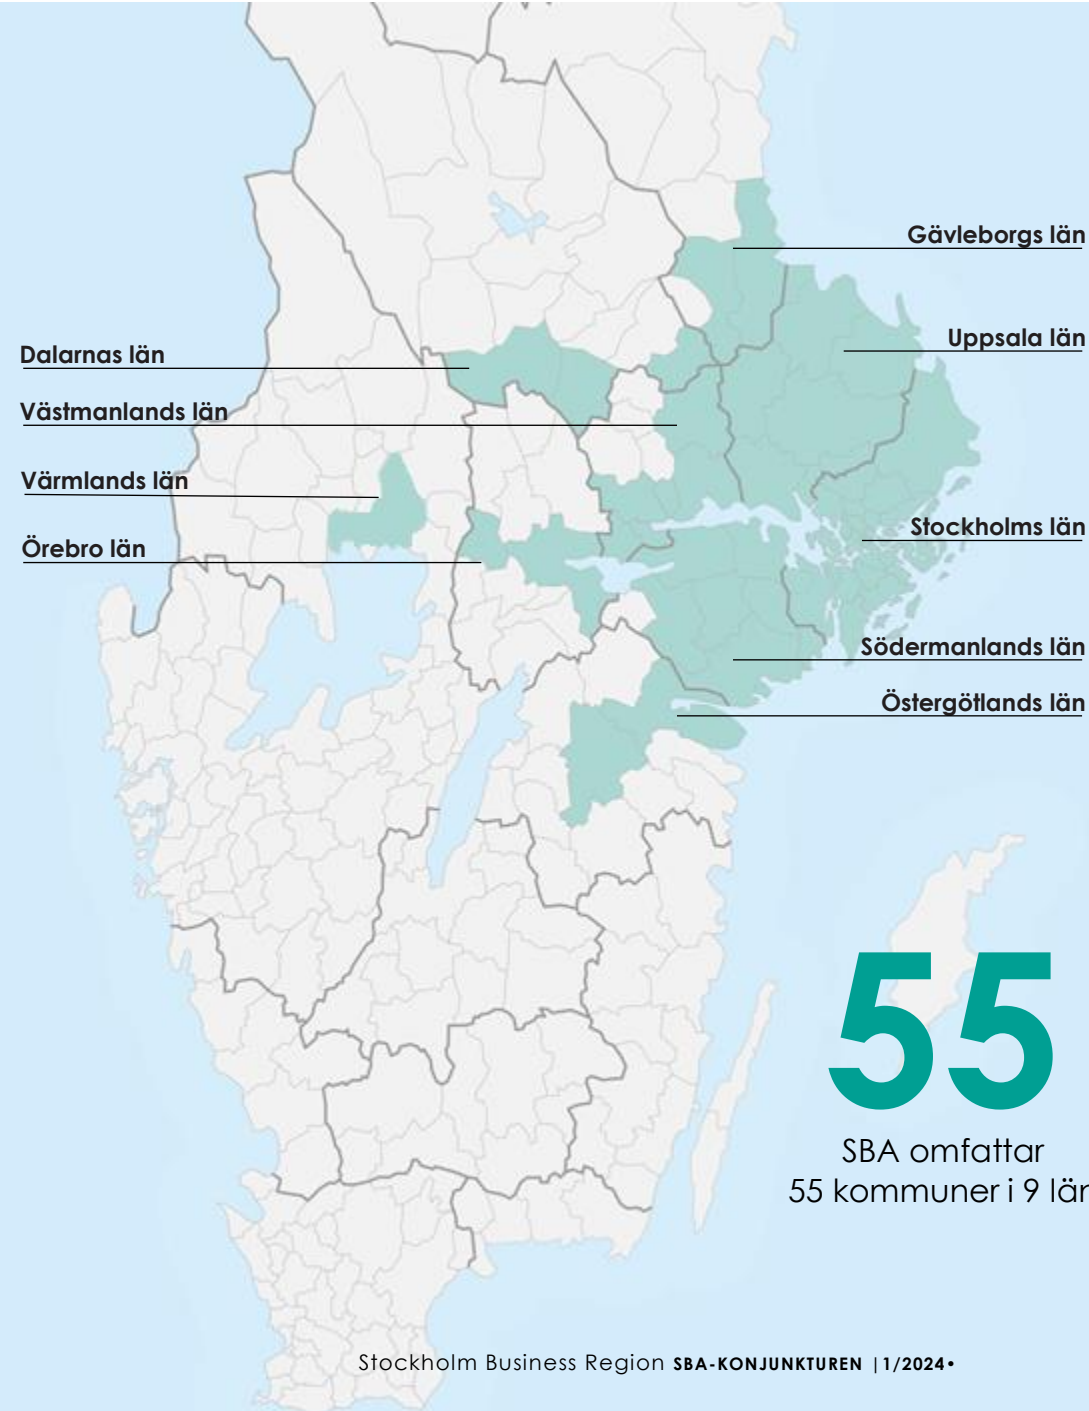 Gävleborgs län
Uppsala län
Dalarnas län
Västmanlands län
Värmlands län
Stockholms län
Örebro län
Södermanlands län
Östergötlands län
55
SBA omfattar
55 kommuner i 9 län
Stockholm Business Region SBA-KONJUNKTUREN | 1/2024•